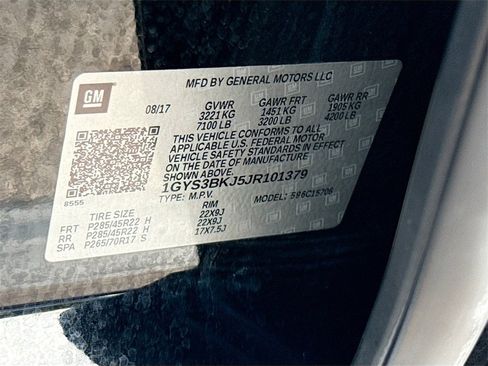 GM
MFD BY GENERAL MOTORS LLC
08/17 GVWR GAWR FRT GAWR RR
3221 KG 1451 KG 1905 KG
7100 LB 3200 LB 4200 LB
THIS VEHICLE CONFORMS TO ALL
APPLICABLE U.S. FEDERAL MOTOR
VEHICLE SAFETY STANDARDS IN EFFECT
ON THE DATE OF MANUFACTURE
SHOWN ABOVE.
1GYS3BKJ5JR101379
8555 TYPE: M.P.V.
TIRE SIZE RIM
FRT P285/45R22 H 22X9J
RR P285/45R22 H 22X9J
SPA P265/70R17 S 17X7.5J